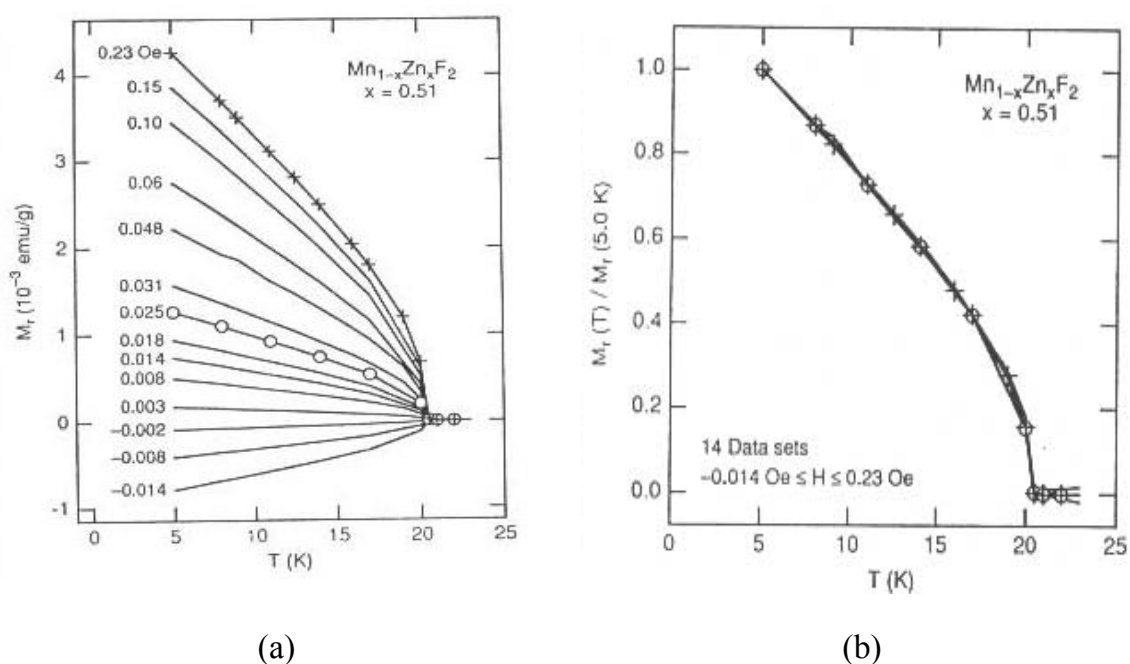 0.23 Oe
0.15
0.10
0.06
0.048
0.031
0.025
0.018
0.014
0.008
0.003
−0.002
−0.008
−0.014
Mn₁₋ₓZnₓF₂
x = 0.51
4
3
2
1
0
-1
Mᵣ (10⁻³ emu/g)
0 5 10 15 20 25
T (K)
(a)
Mn₁₋ₓZnₓF₂
x = 0.51
1.0
0.8
0.6
0.4
0.2
0.0
Mᵣ (T) / Mᵣ (5.0 K)
14 Data sets
−0.014 Oe ≤ H ≤ 0.23 Oe
0 5 10 15 20 25
T (K)
(b)